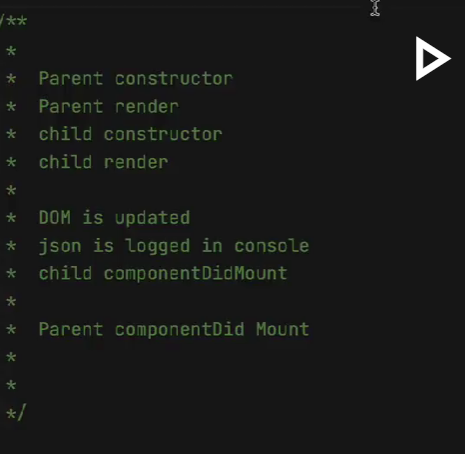 /**
*
* Parent constructor
* Parent render
* child constructor
* child render
*
* DOM is updated
* json is logged in console
* child componentDidMount
*
* Parent componentDid Mount
*
*
*/